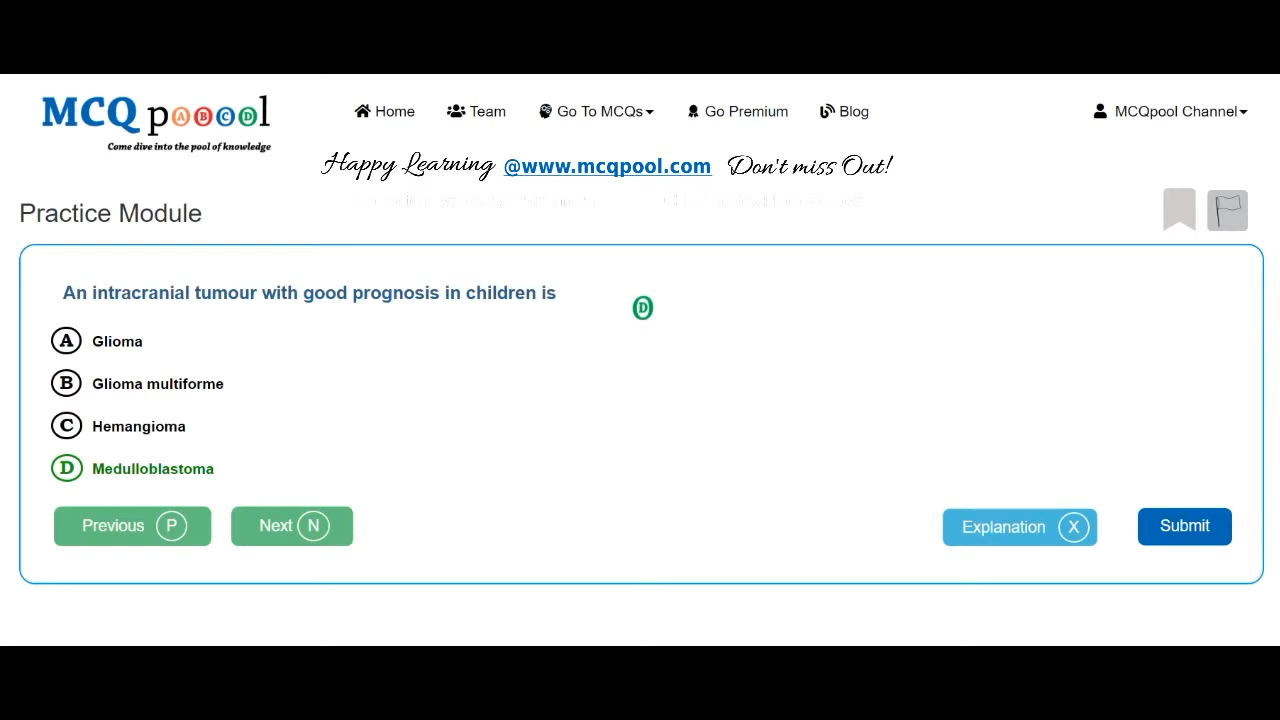 MCQ poool
A B C D
Come dive into the pool of knowledge
Home Team Go To MCQs Go Premium Blog MCQpool Channel
Happy Learning @www.mcqpool.com Don't miss Out!
Practice Module
An intracranial tumour with good prognosis in children is
D
A Glioma
B Glioma multiforme
C Hemangioma
D Medulloblastoma
Previous P Next N Explanation X Submit